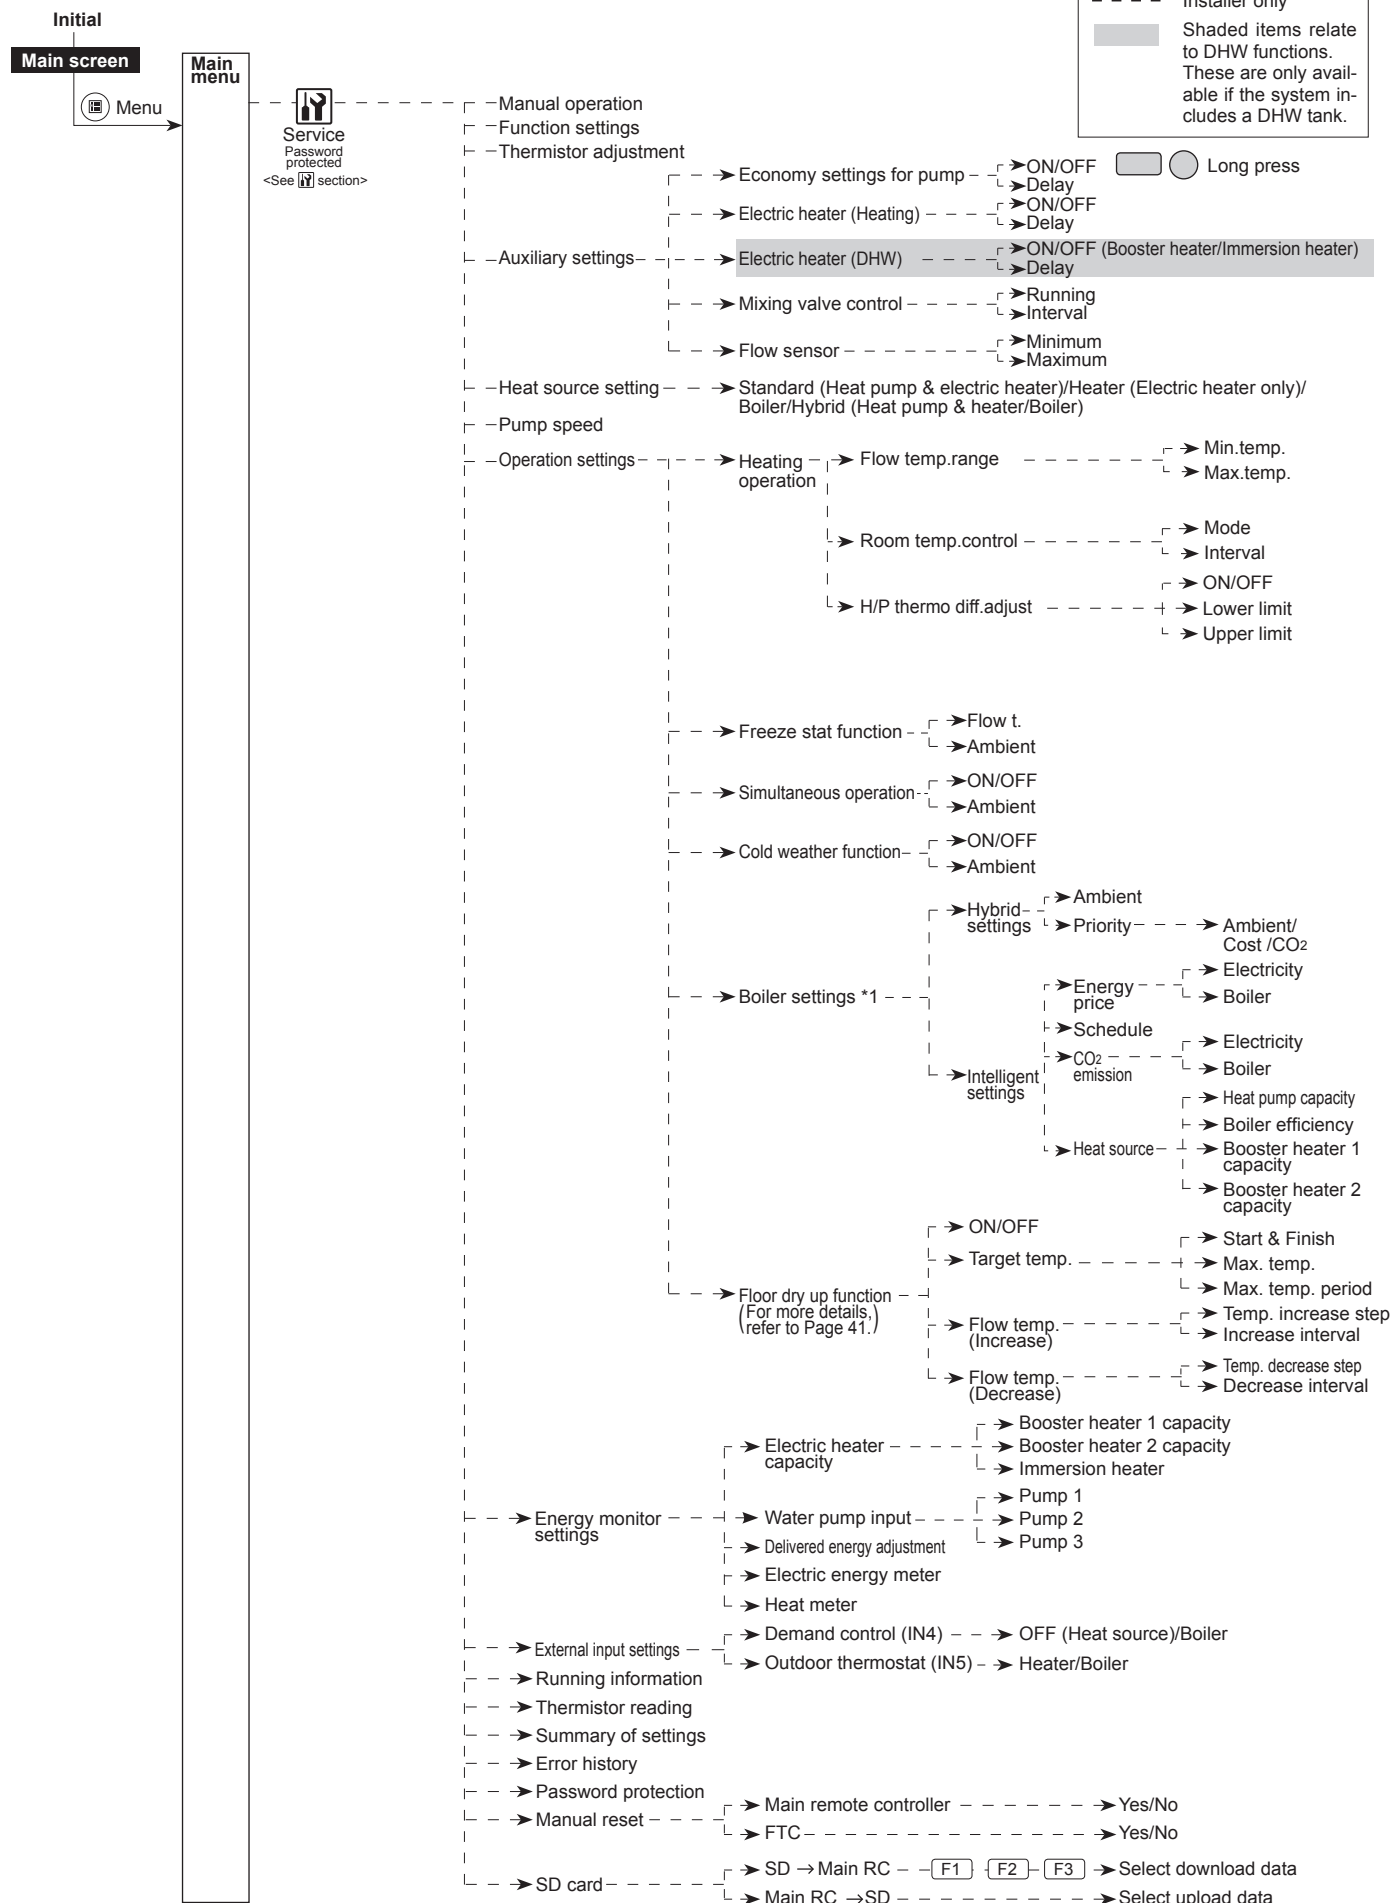 Installer only
Shaded items relate
to DHW functions.
These are only avail-
able if the system in-
cludes a DHW tank.
Long press
Initial
Main screen
Menu
Main
menu
Service
Password
protected
<See section>
Manual operation
Function settings
Thermistor adjustment
Auxiliary settings
Economy settings for pump
ON/OFF
Delay
Electric heater (Heating)
ON/OFF
Delay
Electric heater (DHW)
ON/OFF (Booster heater/Immersion heater)
Delay
Mixing valve control
Running
Interval
Flow sensor
Minimum
Maximum
Heat source setting
Standard (Heat pump & electric heater)/Heater (Electric heater only)/
Boiler/Hybrid (Heat pump & heater/Boiler)
Pump speed
Operation settings
Heating
operation
Flow temp.range
Min.temp.
Max.temp.
Room temp.control
Mode
Interval
H/P thermo diff.adjust
ON/OFF
Lower limit
Upper limit
Freeze stat function
Flow t.
Ambient
Simultaneous operation
ON/OFF
Ambient
Cold weather function
ON/OFF
Ambient
Boiler settings *1
Hybrid
settings
Ambient
Priority
Ambient/
Cost /CO2
Intelligent
settings
Energy
price
Electricity
Boiler
Schedule
CO2
emission
Electricity
Boiler
Heat source
Heat pump capacity
Boiler efficiency
Booster heater 1
capacity
Booster heater 2
capacity
Floor dry up function
(For more details,
refer to Page 41.)
ON/OFF
Target temp.
Start & Finish
Max. temp.
Max. temp. period
Flow temp.
(Increase)
Temp. increase step
Increase interval
Flow temp.
(Decrease)
Temp. decrease step
Decrease interval
Energy monitor
settings
Electric heater
capacity
Booster heater 1 capacity
Booster heater 2 capacity
Immersion heater
Water pump input
Pump 1
Pump 2
Pump 3
Delivered energy adjustment
Electric energy meter
Heat meter
External input settings
Demand control (IN4)
OFF (Heat source)/Boiler
Outdoor thermostat (IN5)
Heater/Boiler
Running information
Thermistor reading
Summary of settings
Error history
Password protection
Manual reset
Main remote controller
Yes/No
FTC
Yes/No
SD card
SD → Main RC
F1
F2
F3
Select download data
Main RC → SD
Select upload data